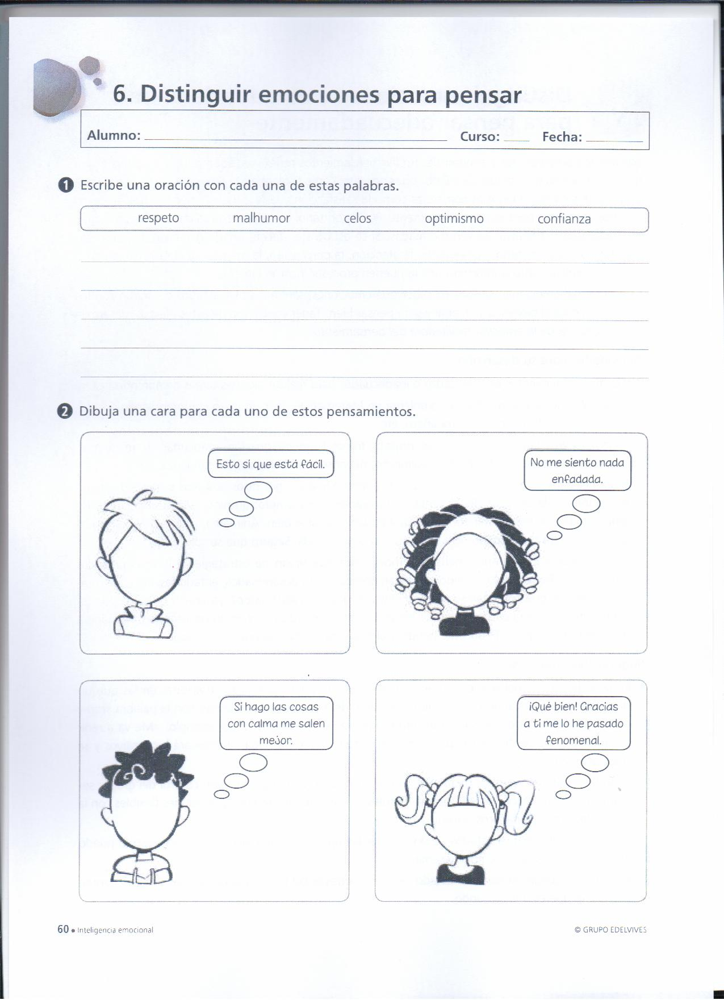 6. Distinguir emociones para pensar
Alumno: Curso: Fecha:
1 Escribe una oración con cada una de estas palabras.
respeto malhumor celos optimismo confianza
2 Dibuja una cara para cada uno de estos pensamientos.
Esto si que está fácil.
No me siento nada
enfadada.
Si hago las cosas
con calma me salen
mejor.
¡Qué bien! Gracias
a ti me lo he pasado
fenomenal.
60 • Inteligencia emocional
© GRUPO EDELVIVES